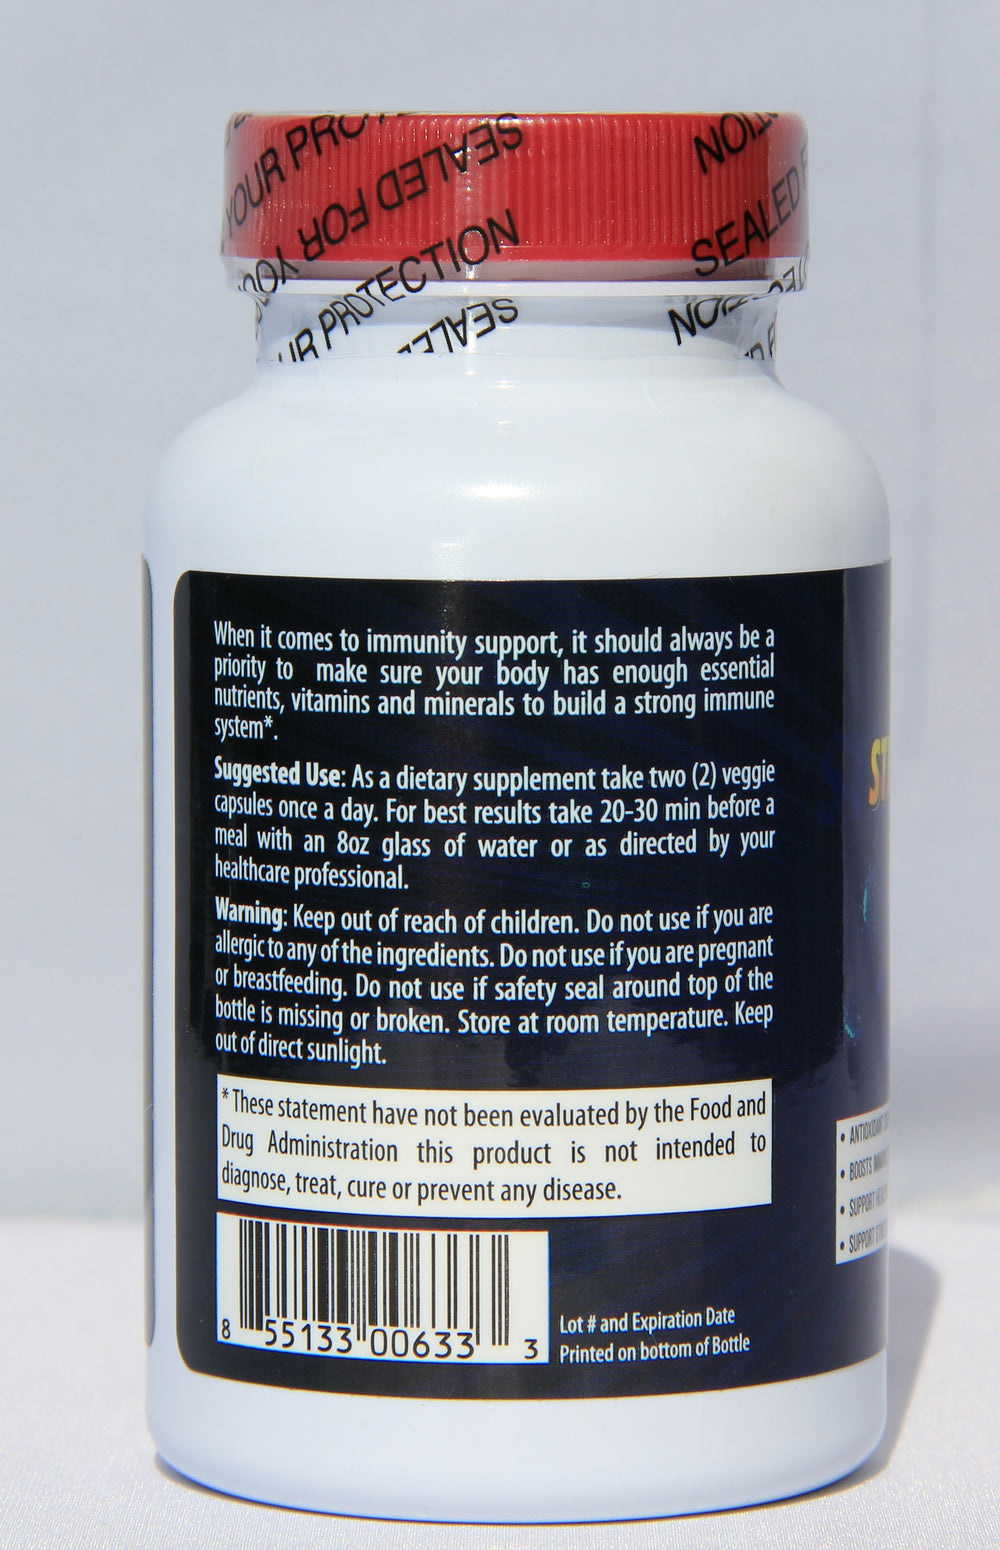 YOUR
SEALED FOR
NOIT
SEALED
PROTECTION
SEALED
When it comes to immunity support, it should always be a
priority to make sure your body has enough essential
nutrients, vitamins and minerals to build a strong immune
system*.
Suggested Use: As a dietary supplement take two (2) veggie
capsules once a day. For best results take 20-30 min before a
meal with an 8oz glass of water or as directed by your
healthcare professional.
Warning: Keep out of reach of children. Do not use if you are
allergic to any of the ingredients. Do not use if you are pregnant
or breastfeeding. Do not use if safety seal around top of the
bottle is missing or broken. Store at room temperature. Keep
out of direct sunlight.
* These statement have not been evaluated by the Food and
Drug Administration this product is not intended to
diagnose, treat, cure or prevent any disease.
8 55133 00633 3
Lot # and Expiration Date
Printed on bottom of Bottle
• ANTIOXIDANT
• BOOSTS
• SUPPORT
• SUPPORT